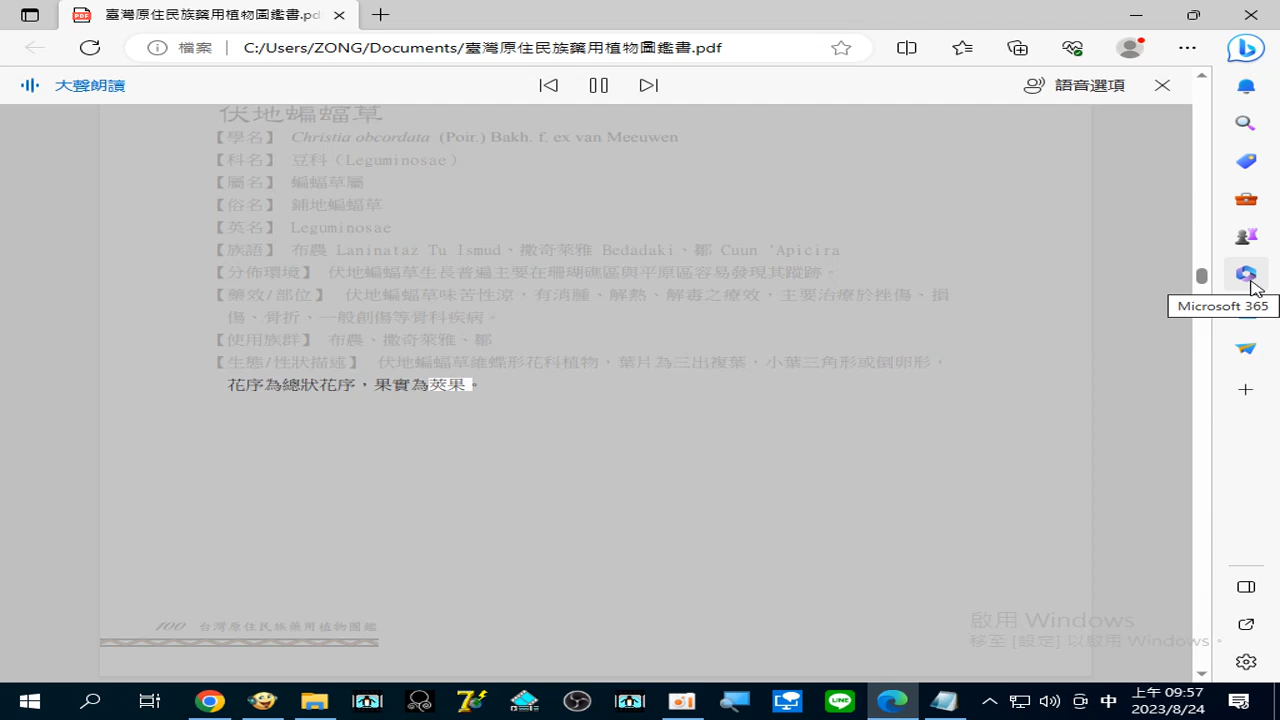 臺灣原住民族藥用植物圖鑑書.pd
檔案 C:/Users/ZONG/Documents/臺灣原住民族藥用植物圖鑑書.pdf
大聲朗讀
語音選項
伏地蝙蝠草
【學名】 Christia obcordata (Poir.) Bakh. f. ex van Meeuwen
【科名】 豆科（Leguminosae）
【屬名】 蝙蝠草屬
【俗名】 鋪地蝙蝠草
【英名】 Leguminosae
【族語】 布農 Laninataz Tu Ismud、撒奇萊雅 Bedadaki、鄒 Cuun 'Apicira
【分佈環境】 伏地蝙蝠草生長普遍主要在珊瑚礁區與平原區容易發現其蹤跡。
【藥效/部位】 伏地蝙蝠草味苦性涼，有消腫、解熱、解毒之療效，主要治療於挫傷、損
傷、骨折、一般創傷等骨科疾病。
Microsoft 365
【使用族群】 布農、撒奇萊雅、鄒
【生態/性狀描述】 伏地蝙蝠草維蝶形花科植物，葉片為三出複葉，小葉三角形或倒卵形，
花序為總狀花序，果實為莢果。
100 台灣原住民族藥用植物圖鑑
啟用 Windows
移至 [設定] 以啟用 Windows。
中
上午 09:57
2023/8/24